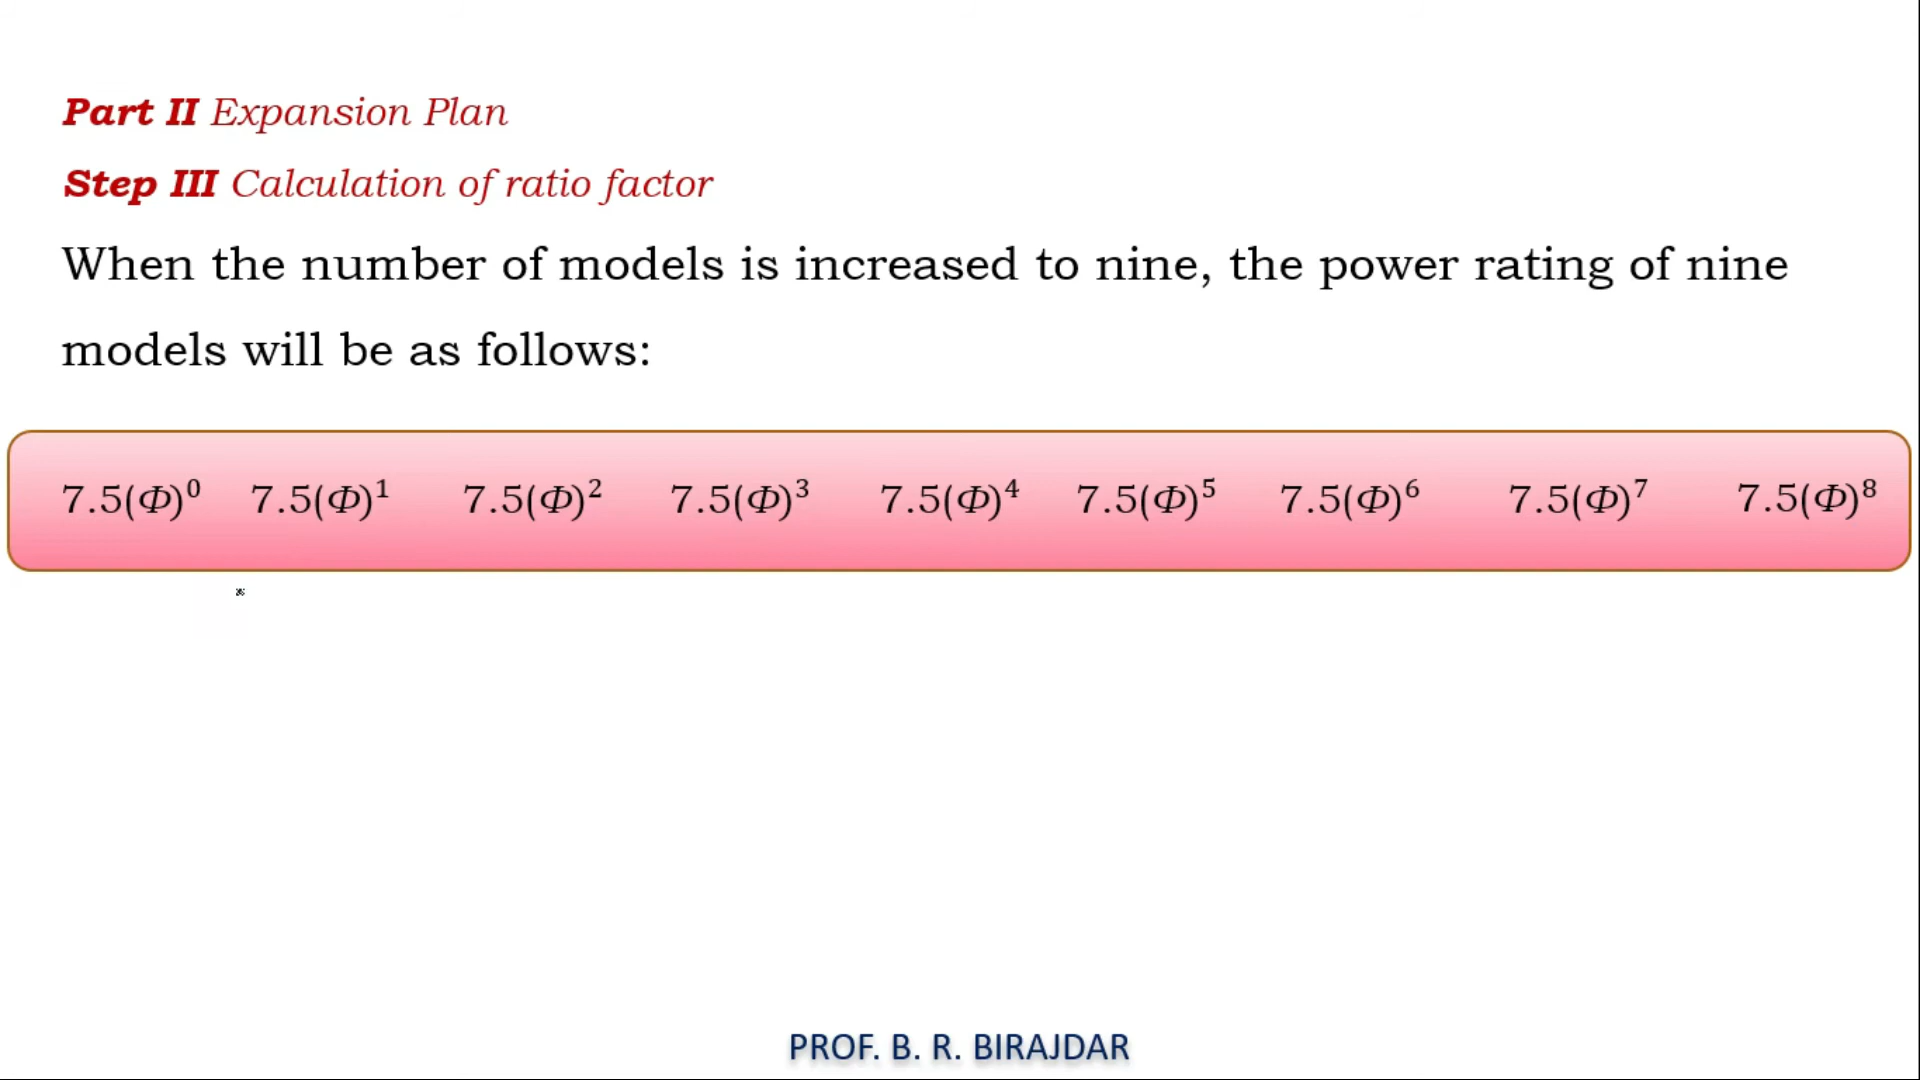 Part II Expansion Plan
Step III Calculation of ratio factor
When the number of models is increased to nine, the power rating of nine
models will be as follows:
7.5(Φ)⁰ 7.5(Φ)¹ 7.5(Φ)² 7.5(Φ)³ 7.5(Φ)⁴ 7.5(Φ)⁵ 7.5(Φ)⁶ 7.5(Φ)⁷ 7.5(Φ)⁸
PROF. B. R. BIRAJDAR